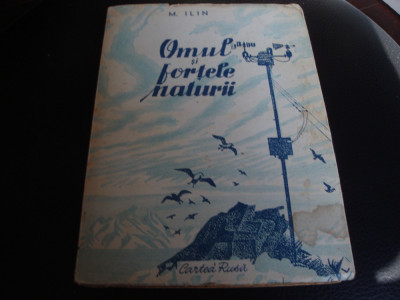 M. ILIN
Omul
și
forțele
naturii
Cartea Rusă